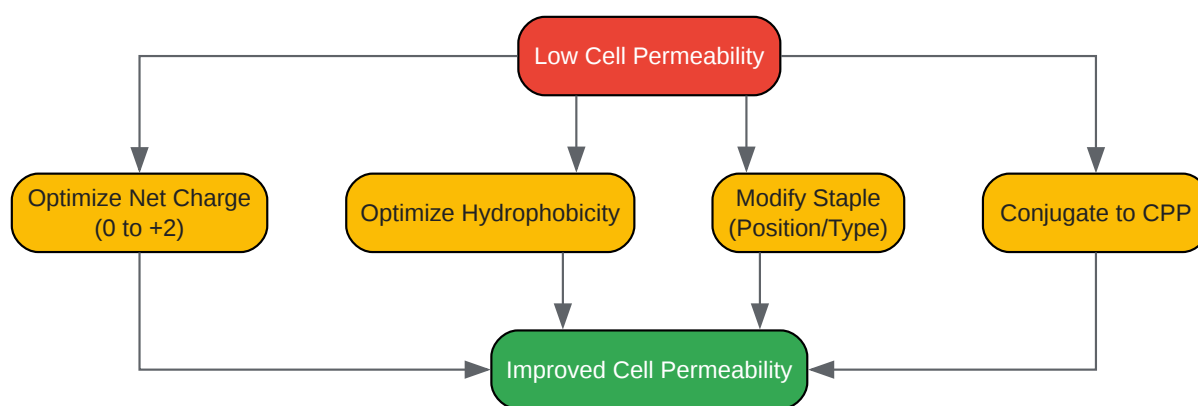 Low Cell Permeability
Optimize Net Charge
(0 to +2)
Optimize Hydrophobicity
Modify Staple
(Position/Type)
Conjugate to CPP
Improved Cell Permeability